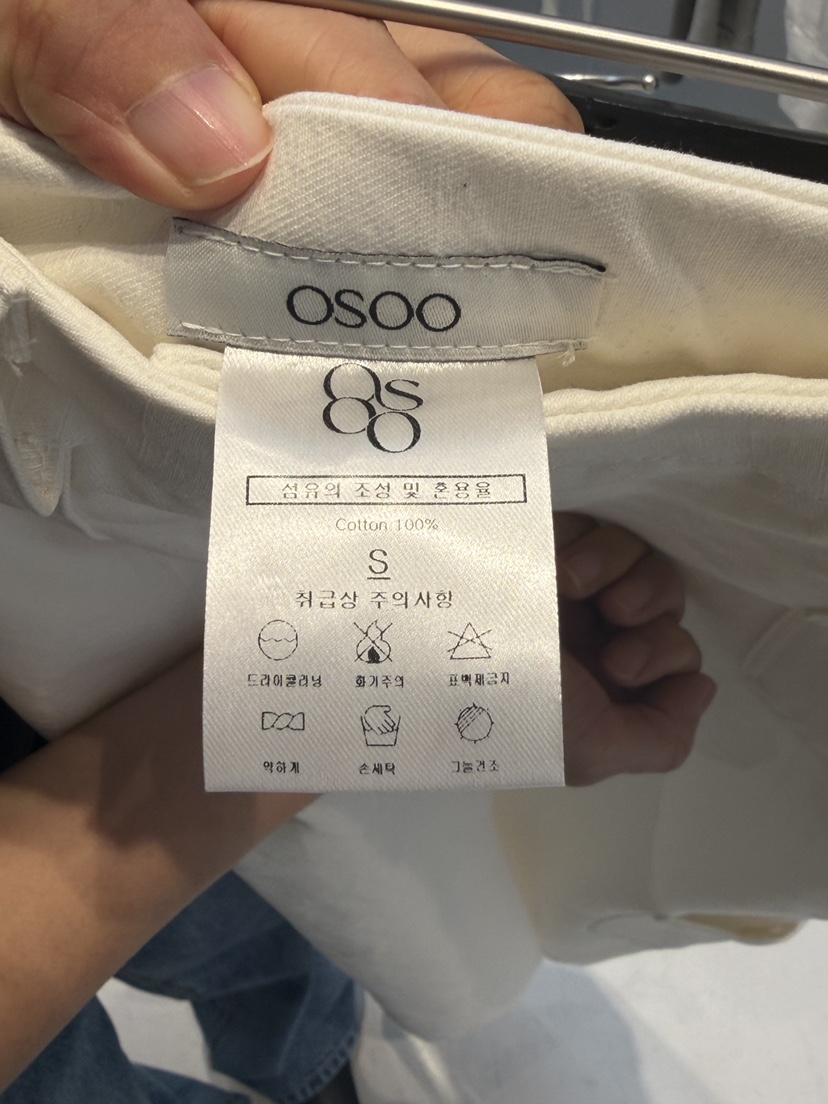 OSOO
OS
OO
섬유의 조성 및 혼용율
Cotton 100%
S
취급상 주의사항
드라이클리닝 화기주의 표백제금지
약하게 손세탁 그늘건조